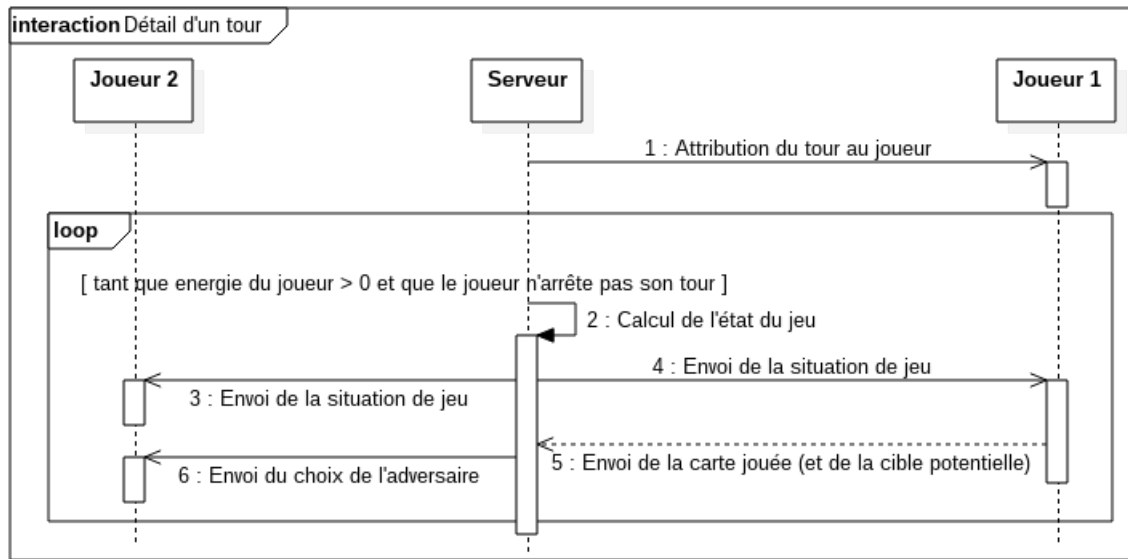 interaction Détail d'un tour
Joueur 2
Serveur
Joueur 1
1 : Attribution du tour au joueur
loop
[ tant que energie du joueur > 0 et que le joueur n'arrête pas son tour ]
2 : Calcul de l'état du jeu
4 : Envoi de la situation de jeu
3 : Envoi de la situation de jeu
5 : Envoi de la carte jouée (et de la cible potentielle)
6 : Envoi du choix de l'adversaire